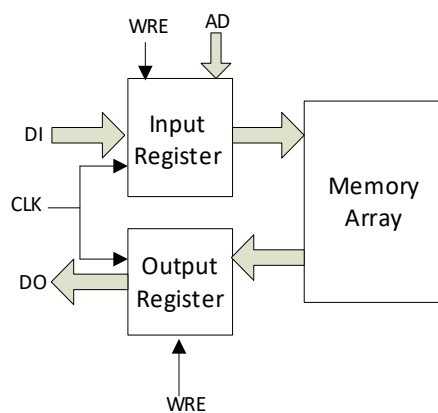 WRE
AD
DI
Input
Register
CLK
Memory
Array
DO
Output
Register
WRE